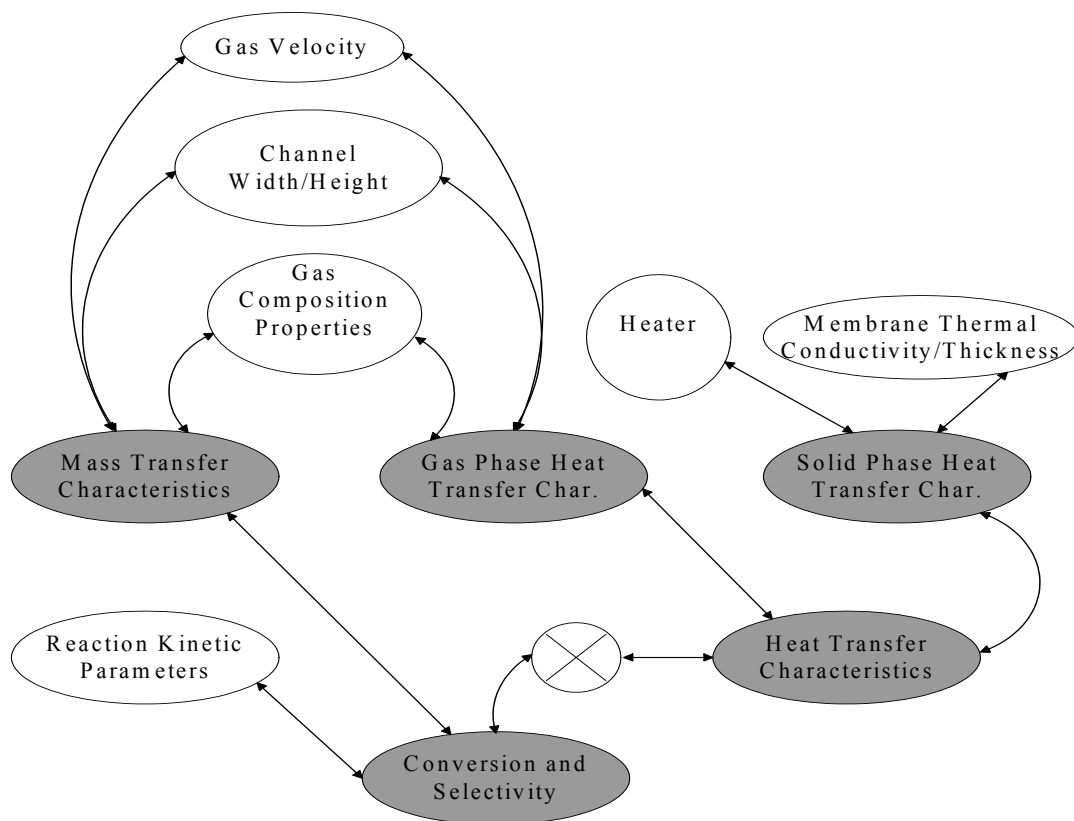 Gas Velocity
Channel
Width/Height
Gas
Composition
Properties
Heater
Membrane Thermal
Conductivity/Thickness
Mass Transfer
Characteristics
Gas Phase Heat
Transfer Char.
Solid Phase Heat
Transfer Char.
Reaction Kinetic
Parameters
Heat Transfer
Characteristics
Conversion and
Selectivity